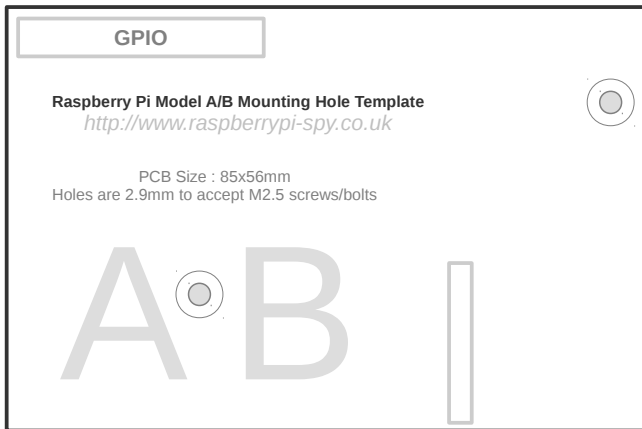 GPIO
Raspberry Pi Model A/B Mounting Hole Template
http://www.raspberrypi-spy.co.uk
PCB Size : 85x56mm
Holes are 2.9mm to accept M2.5 screws/bolts
A B